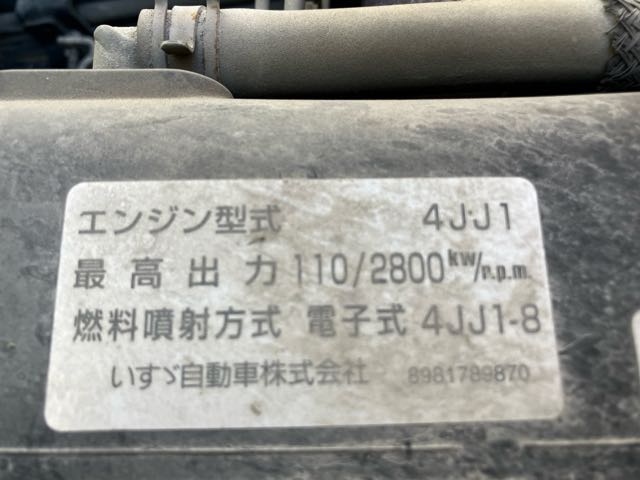 エンジン型式 4JJ1
最高出力 110/2800 kw/r.p.m
燃料噴射方式 電子式 4JJ1-8
いすゞ自動車株式会社 8981789870